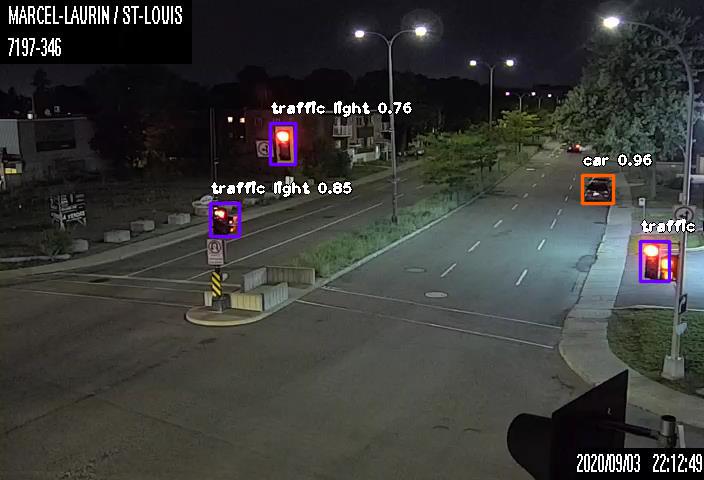 MARCEL-LAURIN / ST-LOUIS
7197-346
traffic light 0.76
car 0.96
traffic light 0.85
traffic
A VENDRE
2020/09/03 22:12:49